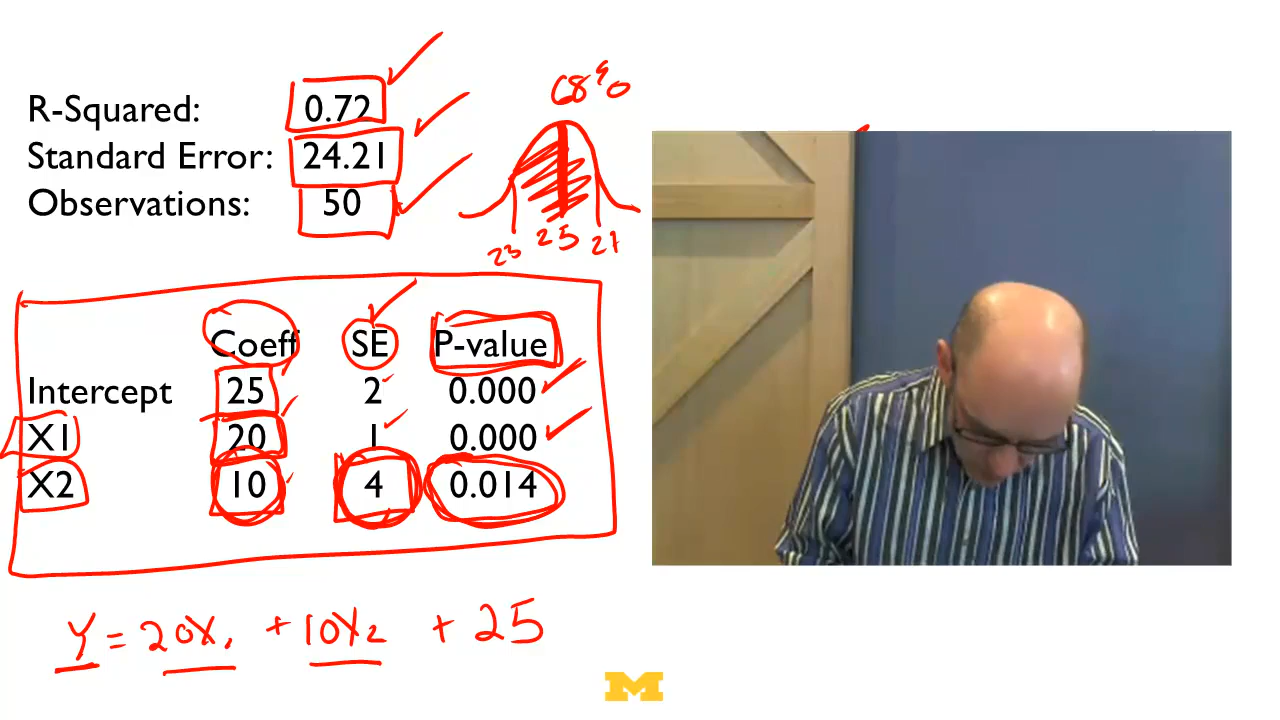 R-Squared: 0.72
Standard Error: 24.21
Observations: 50
68%
23 25 27
Coeff SE P-value
Intercept 25 2 0.000
X1 20 1 0.000
X2 10 4 0.014
Y = 20X₁ + 10X₂ + 25
M